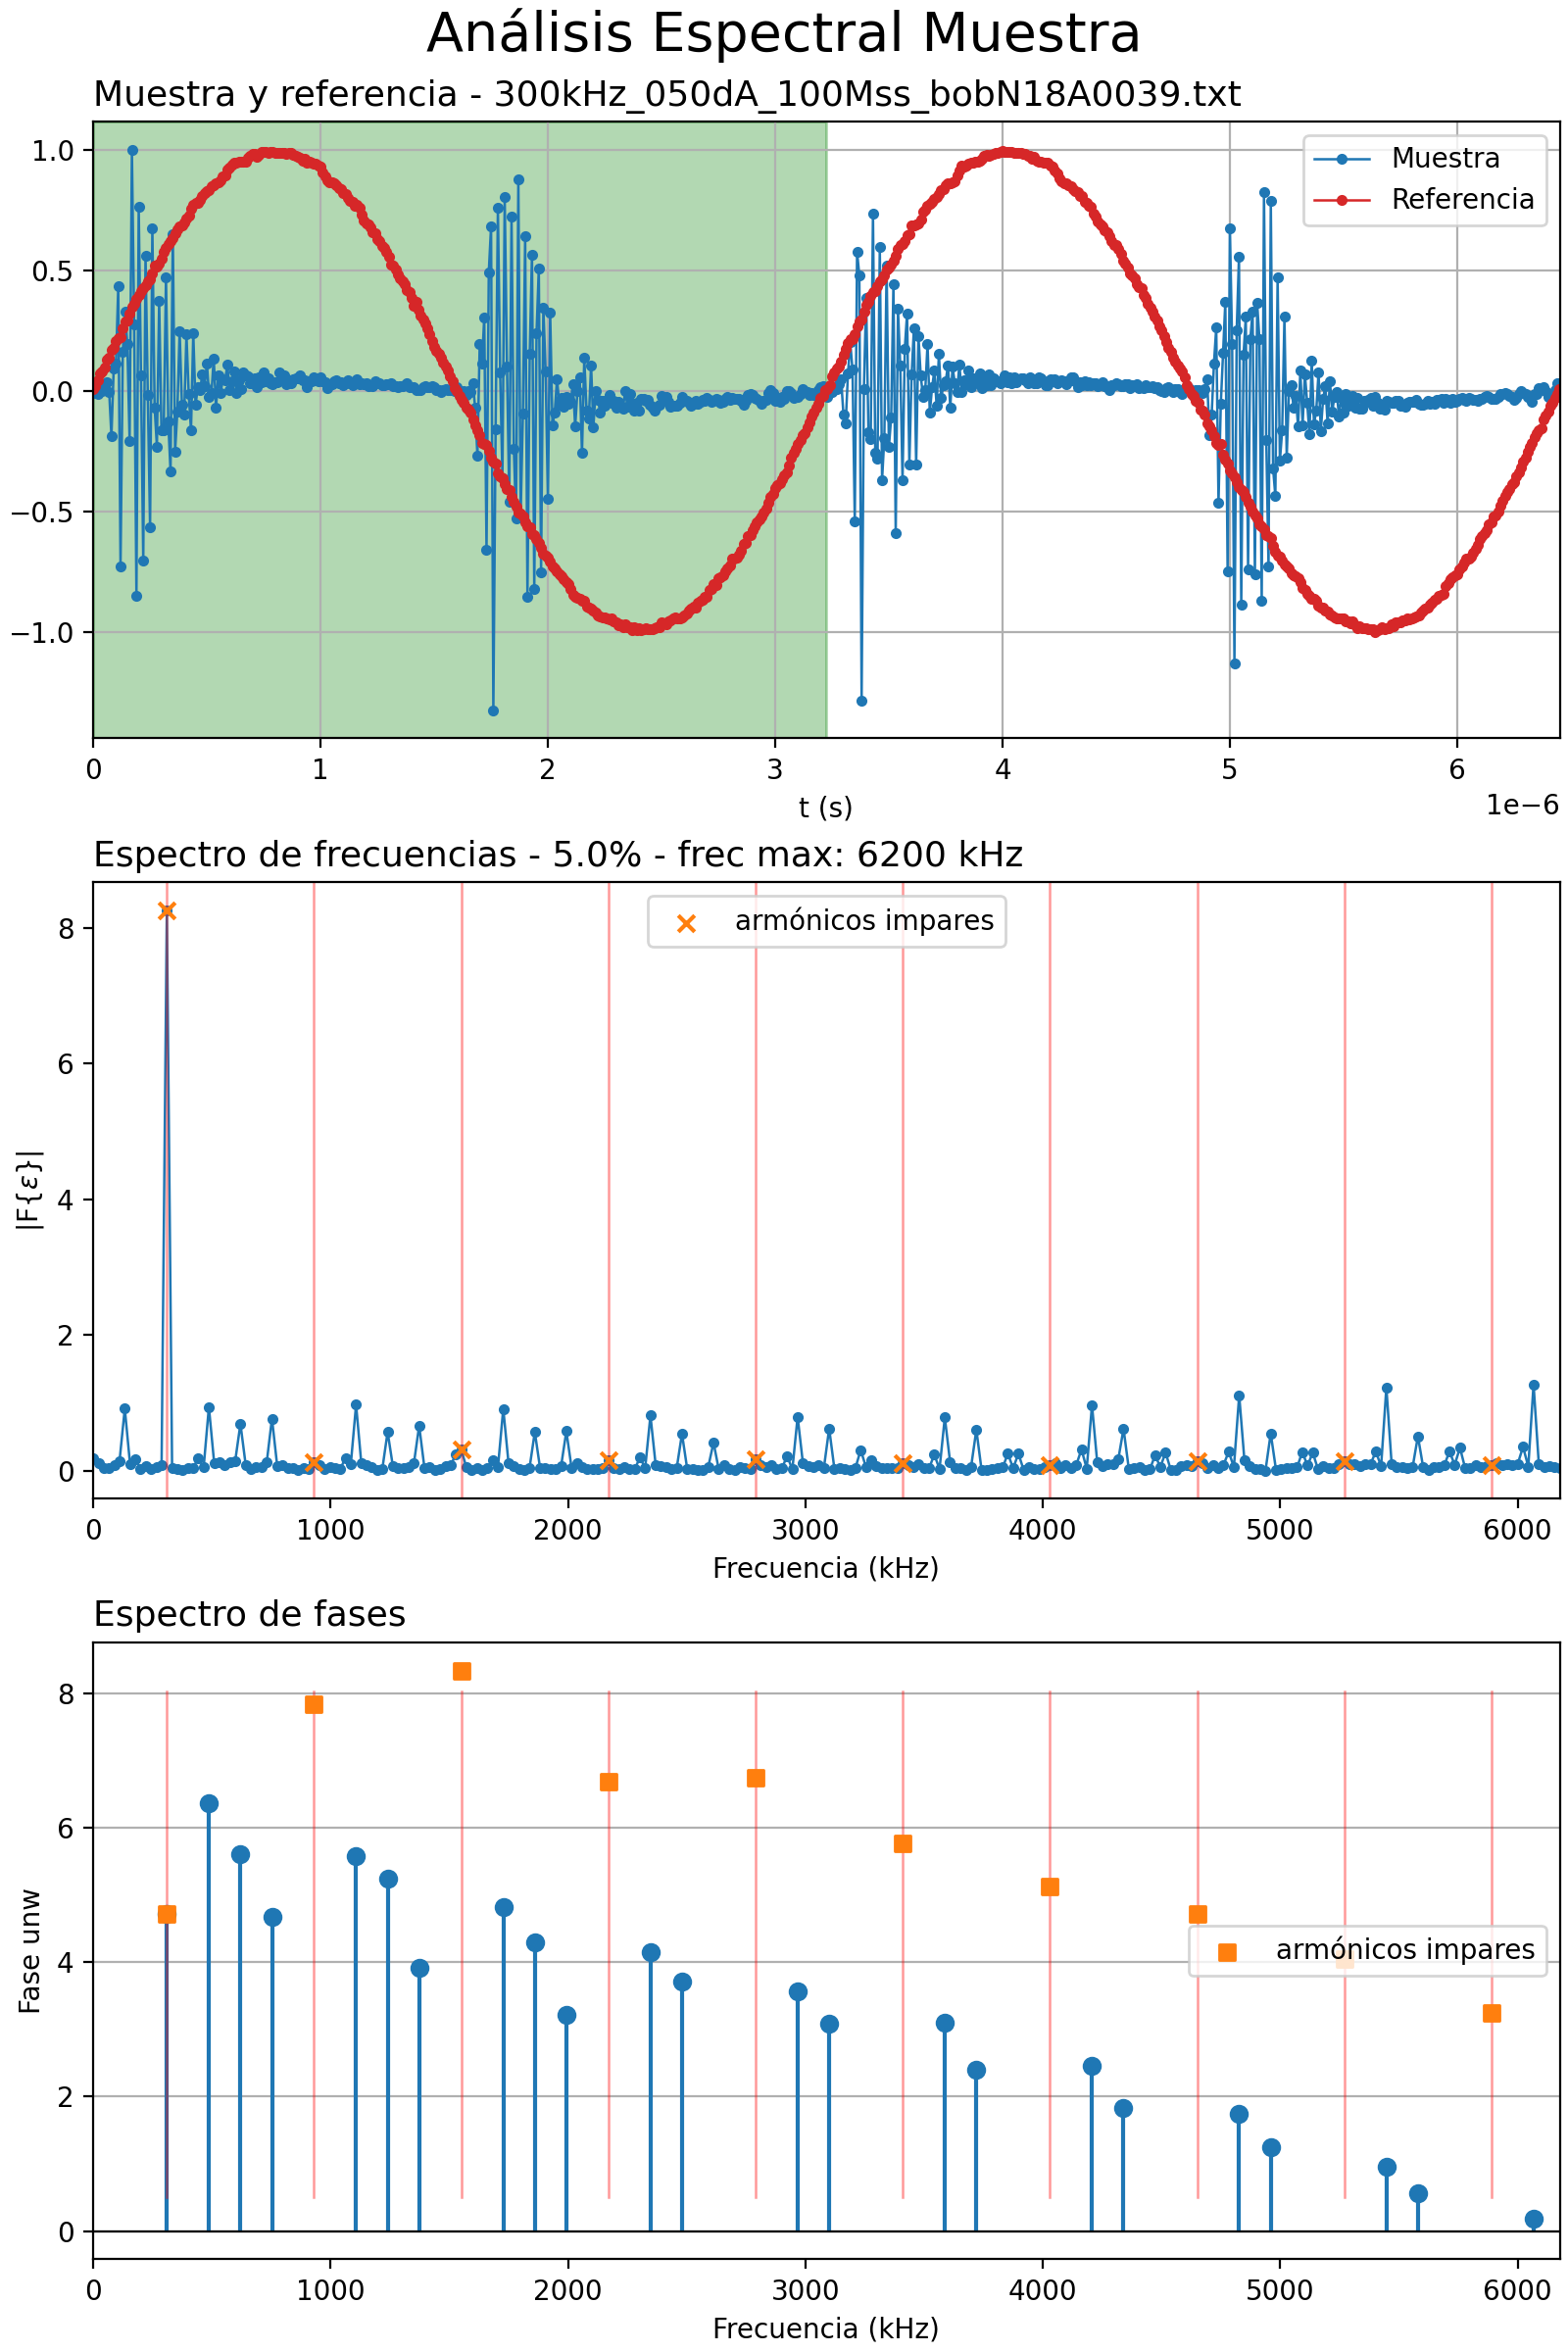 Análisis Espectral Muestra
Muestra y referencia - 300kHz_050dA_100Mss_bobN18A0039.txt
1.0
0.5
0.0
−0.5
−1.0
Muestra
Referencia
0 1 2 3 4 5 6
t (s)
1e−6
Espectro de frecuencias - 5.0% - frec max: 6200 kHz
armónicos impares
8
6
4
2
0
|F{ε}|
0 1000 2000 3000 4000 5000 6000
Frecuencia (kHz)
Espectro de fases
8
6
4
2
0
Fase unw
armónicos impares
0 1000 2000 3000 4000 5000 6000
Frecuencia (kHz)